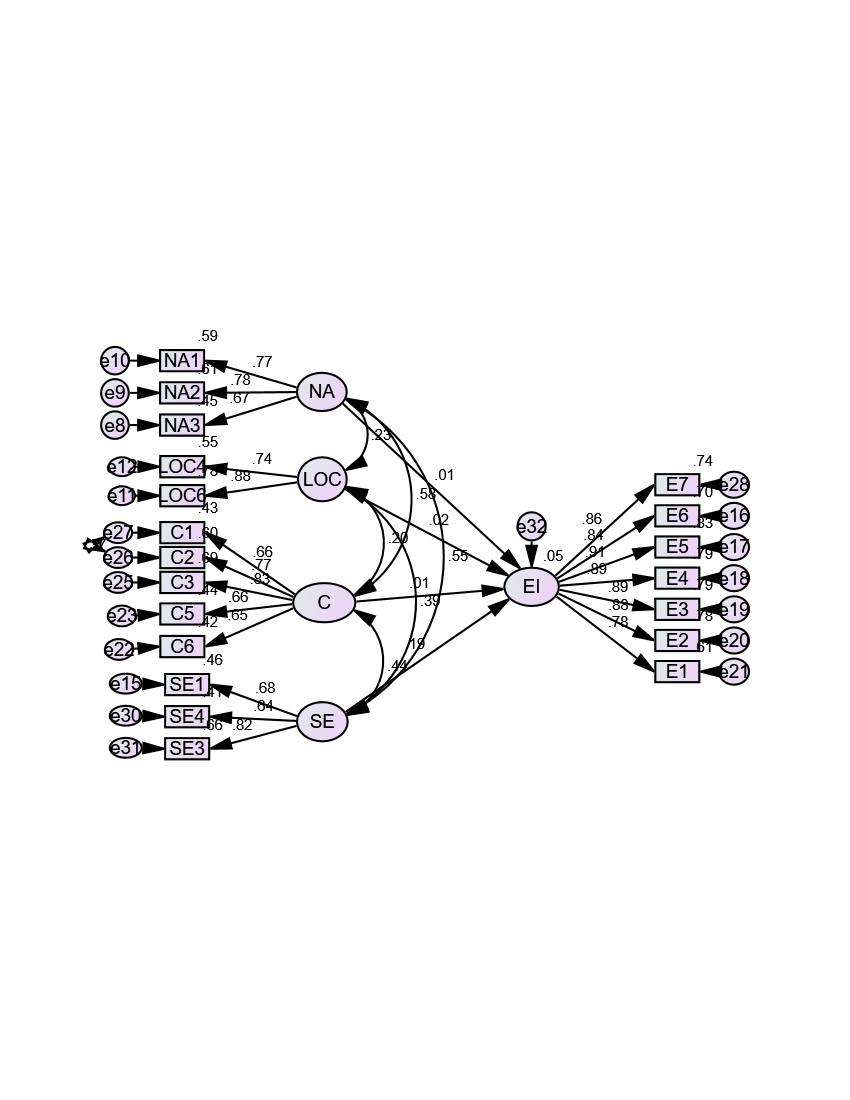 .59
e10 NA1 .77
.61
e9 NA2 .78 NA
.45 .67
e8 NA3
.23
.55
e12 LOC4 .74
.78
e11 LOC6 .88 LOC
.43
.01
.58
.02
.20
.55
e27 C1 .66
.60
e26 C2 .77
.69
e25 C3 .83
.44
e23 C5 .66 C
.42
e22 C6 .65
.01
.39
.46
.19
.44
e15 SE1 .68
.41
e30 SE4 .64 SE
.66
e31 SE3 .82
e32
.05
EI
.74
.86 E7 e28
.70
.84 E6 e16
.83
.91 E5 e17
.79
.89 E4 e18
.79
.89 E3 e19
.78
.88 E2 e20
.61
.78 E1 e21